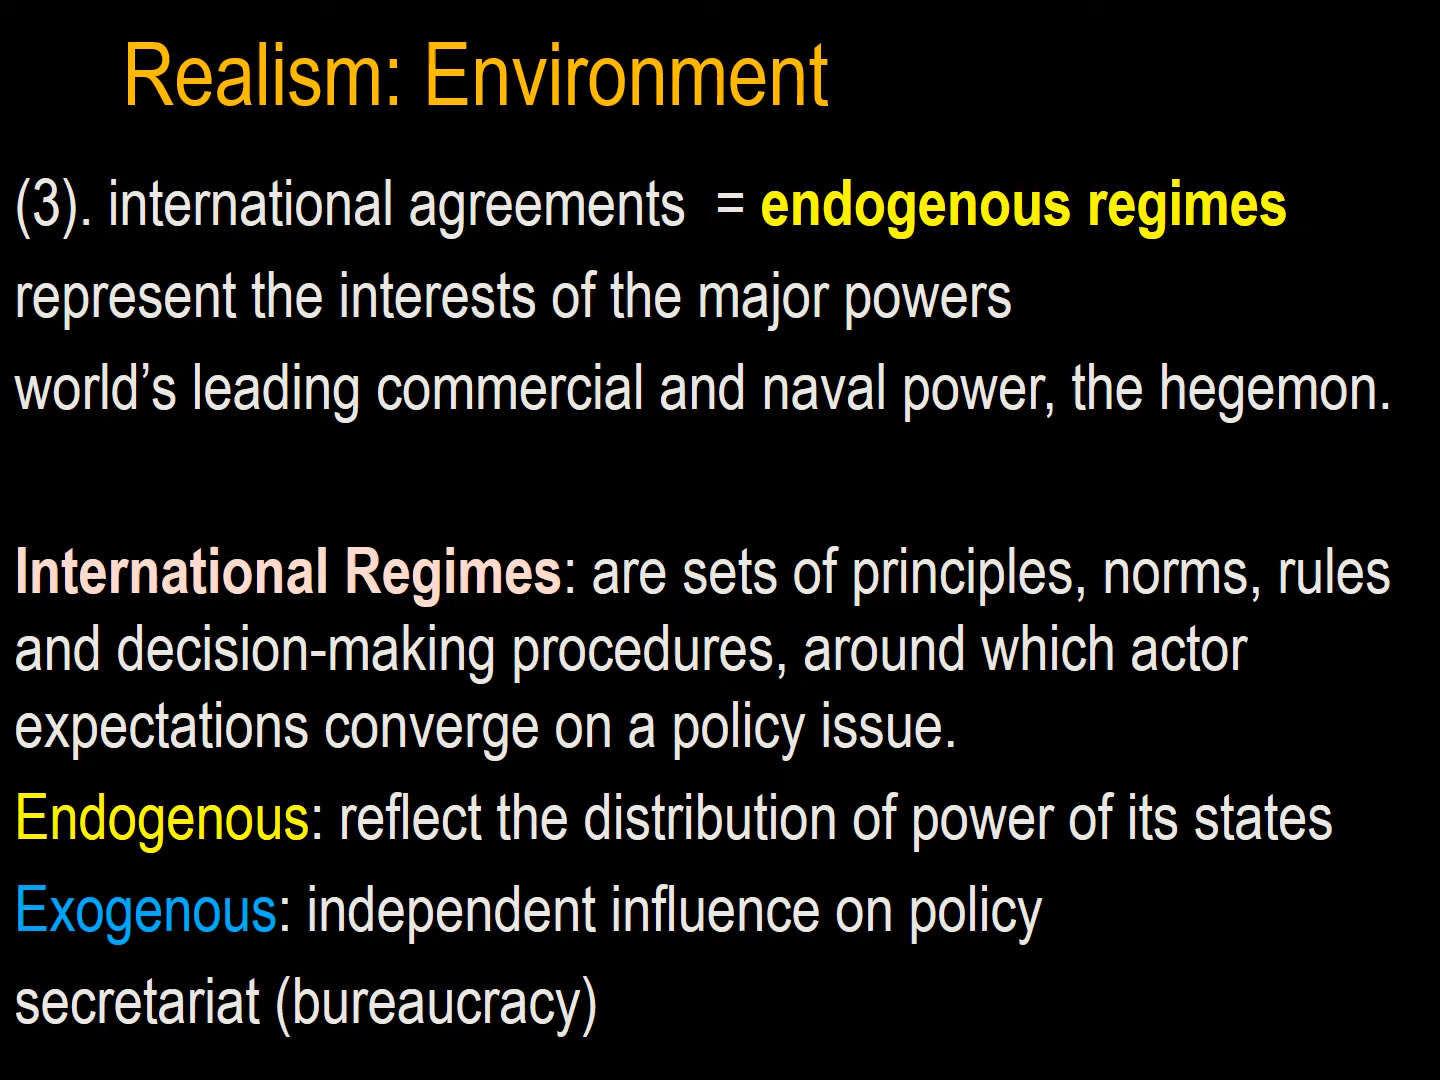 Realism: Environment
(3). international agreements = endogenous regimes
represent the interests of the major powers
world’s leading commercial and naval power, the hegemon.
International Regimes: are sets of principles, norms, rules
and decision-making procedures, around which actor
expectations converge on a policy issue.
Endogenous: reflect the distribution of power of its states
Exogenous: independent influence on policy
secretariat (bureaucracy)